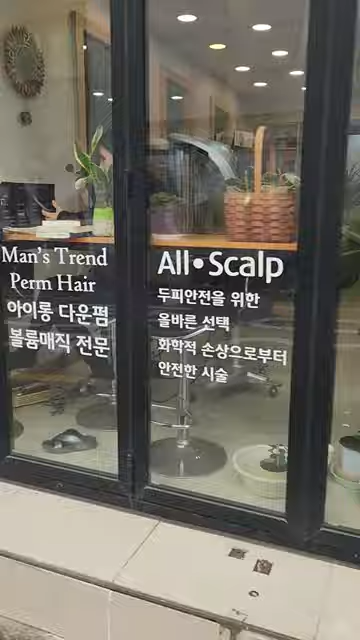 Man's Trend
Perm Hair
아이롱 다운펌
볼륨매직 전문
All•Scalp
두피안전을 위한
올바른 선택
화학적 손상으로부터
안전한 시술